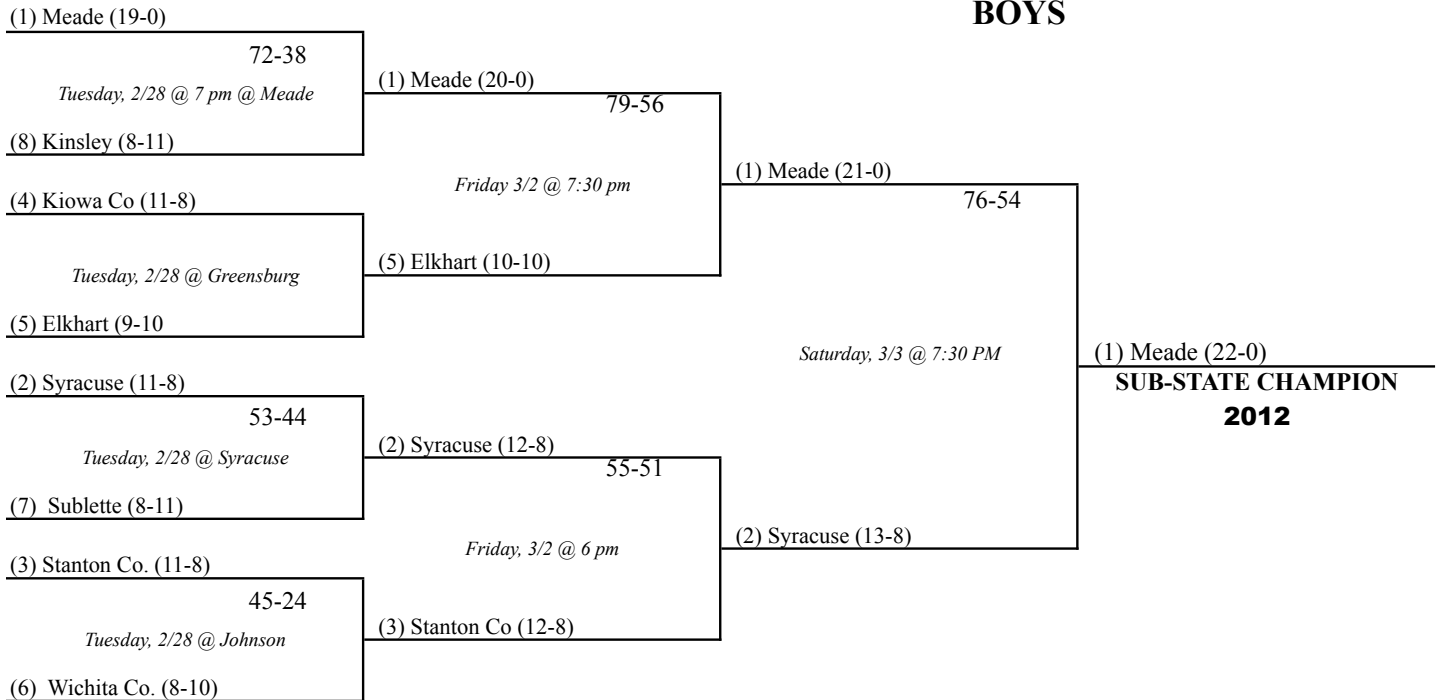 BOYS
(1) Meade (19-0)
72-38
Tuesday, 2/28 @ 7 pm @ Meade
(8) Kinsley (8-11)
(4) Kiowa Co (11-8)
Tuesday, 2/28 @ Greensburg
(5) Elkhart (9-10
(2) Syracuse (11-8)
53-44
Tuesday, 2/28 @ Syracuse
(7) Sublette (8-11)
(3) Stanton Co. (11-8)
45-24
Tuesday, 2/28 @ Johnson
(6) Wichita Co. (8-10)
(1) Meade (20-0)
79-56
Friday 3/2 @ 7:30 pm
(5) Elkhart (10-10)
(2) Syracuse (12-8)
55-51
Friday, 3/2 @ 6 pm
(3) Stanton Co (12-8)
(1) Meade (21-0)
76-54
Saturday, 3/3 @ 7:30 PM
(2) Syracuse (13-8)
(1) Meade (22-0)
SUB-STATE CHAMPION
2012